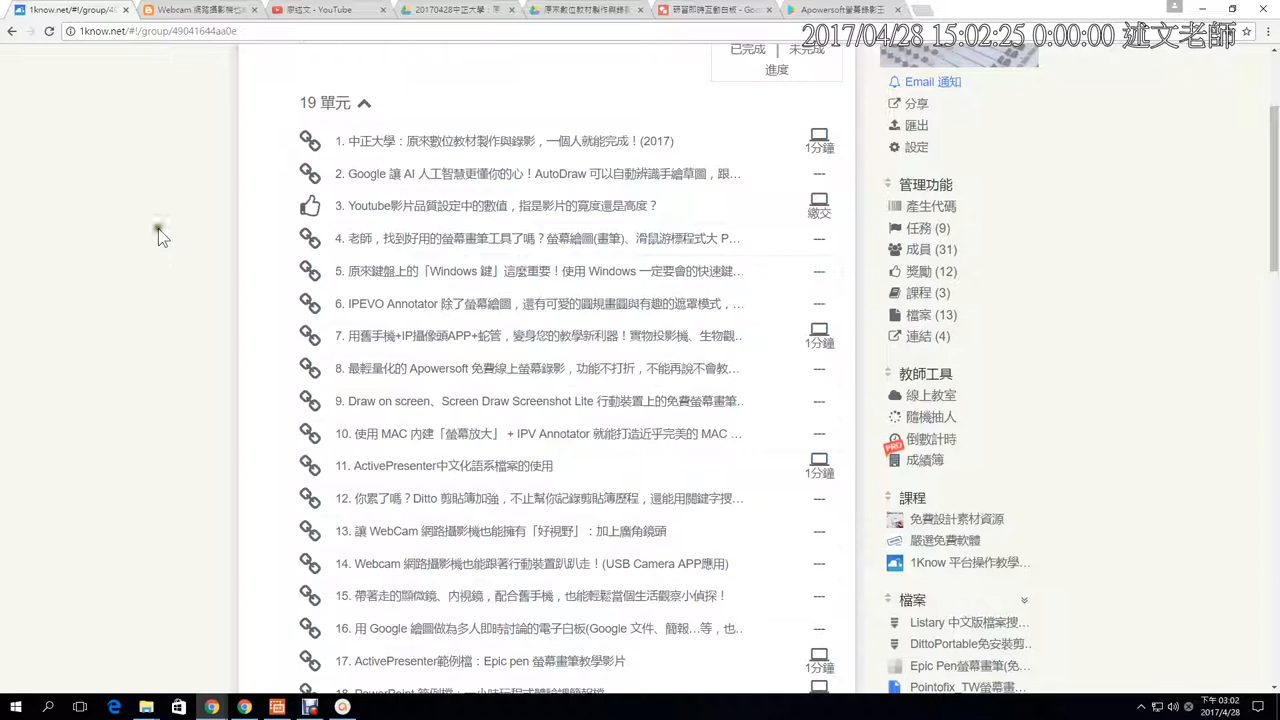 1know.net/#!/group/4
Webcam 網路攝影機也
廖述文 - YouTube
20170428中正大學
原來數位教材製作與錄影
研習即時互動白板 - Goo
Apowersoft螢幕錄影王
1know.net/#!/group/49041644aa0e
2017/04/28 15:02:25 0:00:00 述文老師
已完成 | 未完成
進度
19 單元
1. 中正大學：原來數位教材製作與錄影，一個人就能完成！(2017)
1分鐘
2. Google 讓 AI 人工智慧更懂你的心！AutoDraw 可以自動辨識手繪草圖，跟...
---
3. Youtube影片品質設定中的數值，指是影片的寬度還是高度？
繳交
4. 老師，找到好用的螢幕畫筆工具了嗎？螢幕繪圖(畫筆)、滑鼠游標程式大 P...
---
5. 原來鍵盤上的「Windows 鍵」這麼重要！使用 Windows 一定要會的快速鍵...
---
6. IPEVO Annotator 除了螢幕繪圖，還有可愛的圓規畫圓與有趣的遮罩模式，...
---
7. 用舊手機+IP攝像頭APP+蛇管，變身您的教學新利器！實物投影機、生物觀...
1分鐘
8. 最輕量化的 Apowersoft 免費線上螢幕錄影，功能不打折，不能再說不會教...
---
9. Draw on screen、Screen Draw Screenshot Lite 行動裝置上的免費螢幕畫筆...
---
10. 使用 MAC 內建「螢幕放大」 + IPV Annotator 就能打造近乎完美的 MAC ...
---
11. ActivePresenter中文化語系檔案的使用
1分鐘
12. 你累了嗎？Ditto 剪貼簿加強，不止幫你記錄剪貼簿歷程，還能用關鍵字搜...
---
13. 讓 WebCam 網路攝影機也能擁有「好視野」：加上廣角鏡頭
---
14. Webcam 網路攝影機也能跟著行動裝置趴趴走！(USB Camera APP應用)
---
15. 帶著走的顯微鏡、內視鏡，配合舊手機，也能輕鬆當個生活觀察小偵探！
---
16. 用 Google 繪圖做為多人即時討論的電子白板(Google 文件、簡報...等，也...
---
17. ActivePresenter範例檔：Epic pen 螢幕畫筆教學影片
1分鐘
Email 通知
分享
匯出
設定
管理功能
產生代碼
任務 (9)
成員 (31)
獎勵 (12)
課程 (3)
檔案 (13)
連結 (4)
教師工具
線上教室
隨機抽人
倒數計時
PRO
成績簿
課程
免費設計素材資源
嚴選免費軟體
1Know 平台操作教學...
檔案
Listary 中文版檔案搜...
DittoPortable免安裝剪...
Epic Pen螢幕畫筆(免...
Pointofix_TW螢幕畫...
下午 03:02
2017/4/28